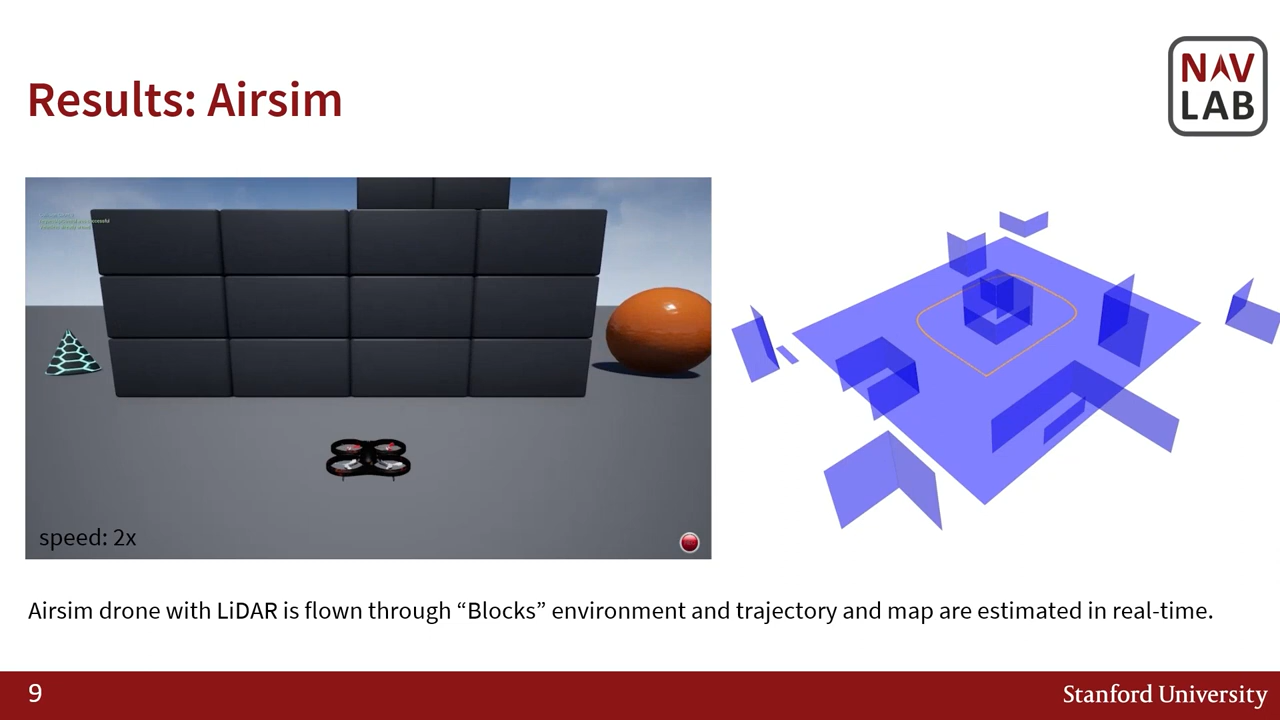 Results: Airsim
NAV
LAB
speed: 2x
Airsim drone with LiDAR is flown through “Blocks” environment and trajectory and map are estimated in real-time.
9
Stanford University